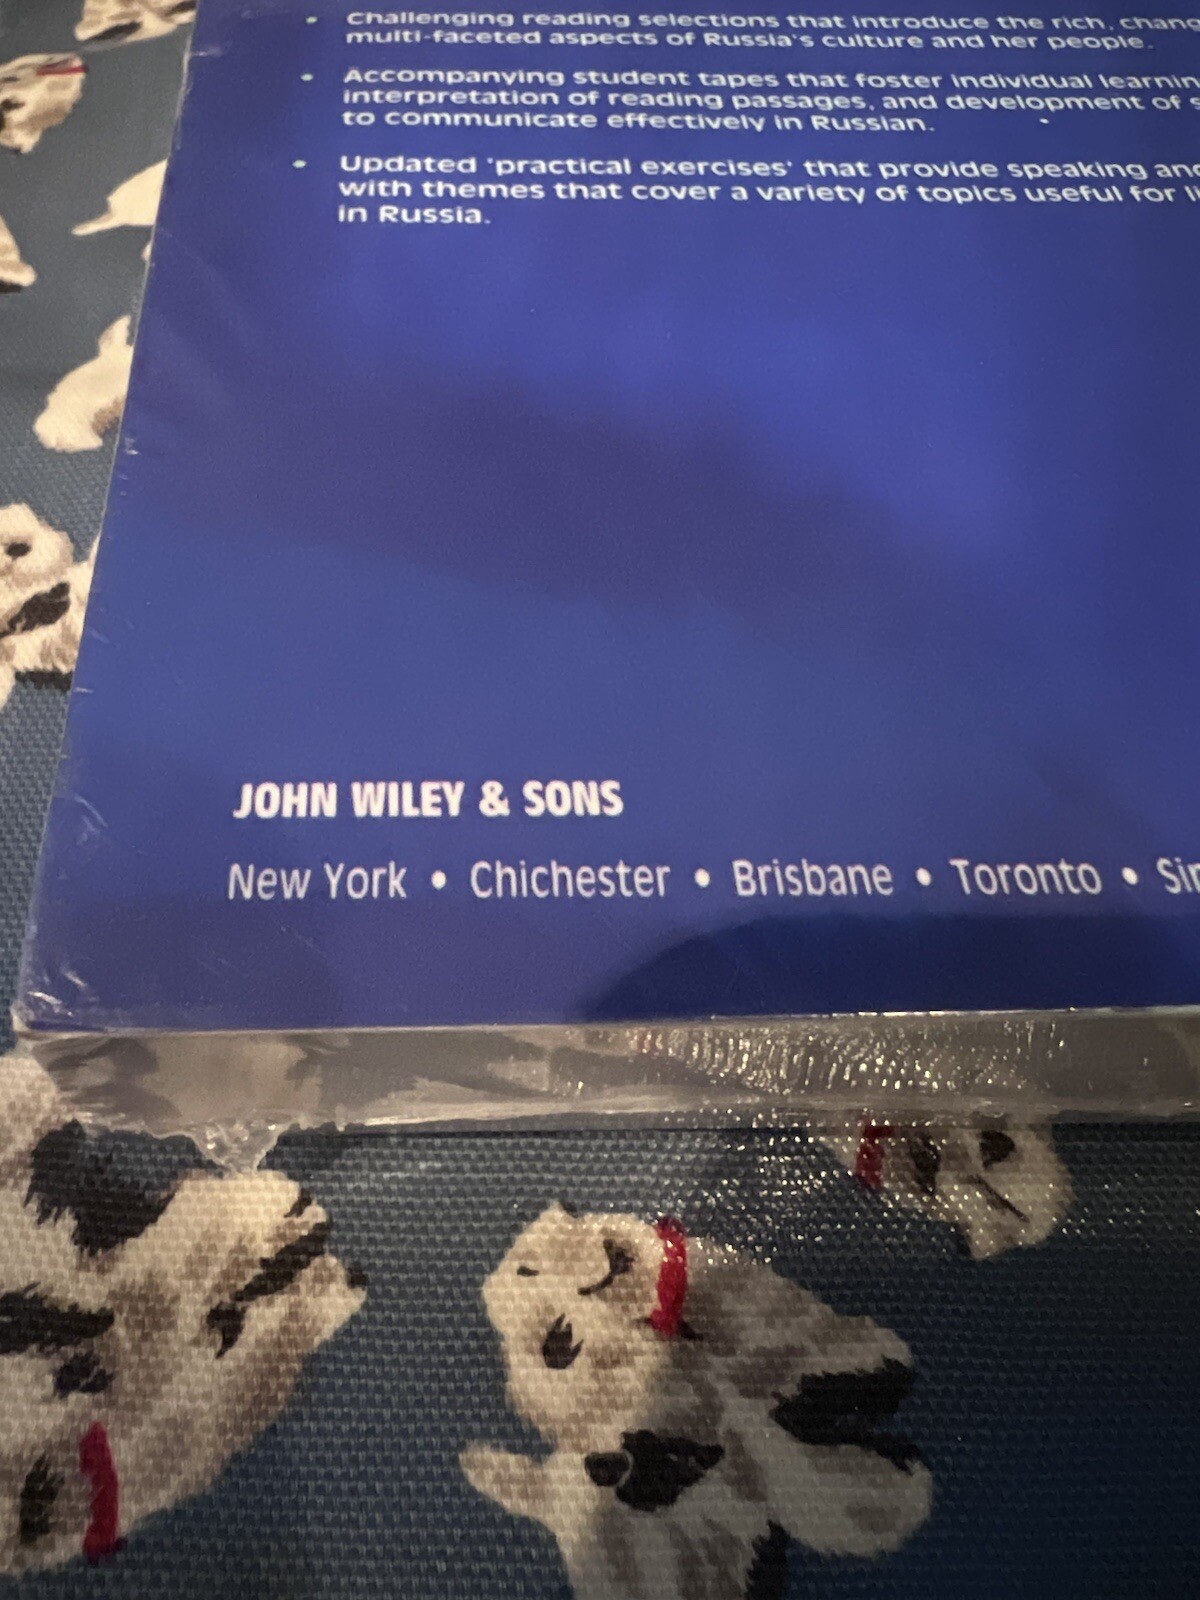 • Challenging reading selections that introduce the rich,
multi-faceted aspects of Russia's culture and her people.
• Accompanying student tapes that foster individual
interpretation of reading passages, and development of
to communicate effectively in Russian.
• Updated 'practical exercises' that provide speaking
with themes that cover a variety of topics useful for
in Russia.
JOHN WILEY & SONS
New York • Chichester • Brisbane • Toronto •